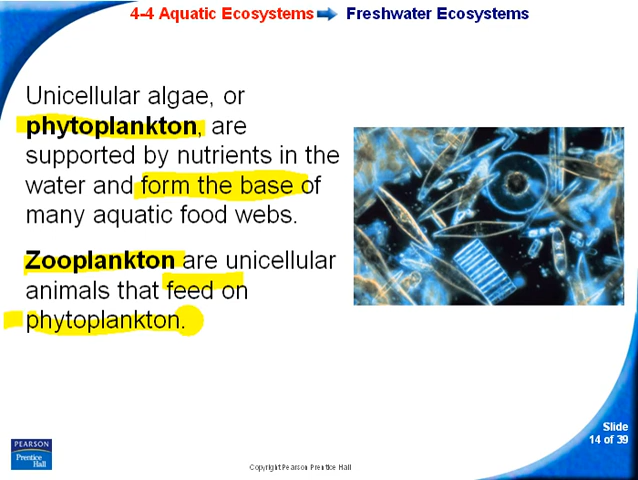 4-4 Aquatic Ecosystems Freshwater Ecosystems
Unicellular algae, or
phytoplankton, are
supported by nutrients in the
water and form the base of
many aquatic food webs.
Zooplankton are unicellular
animals that feed on
phytoplankton.
Slide
14 of 39
PEARSON
Prentice
Hall
Copyright Pearson Prentice Hall